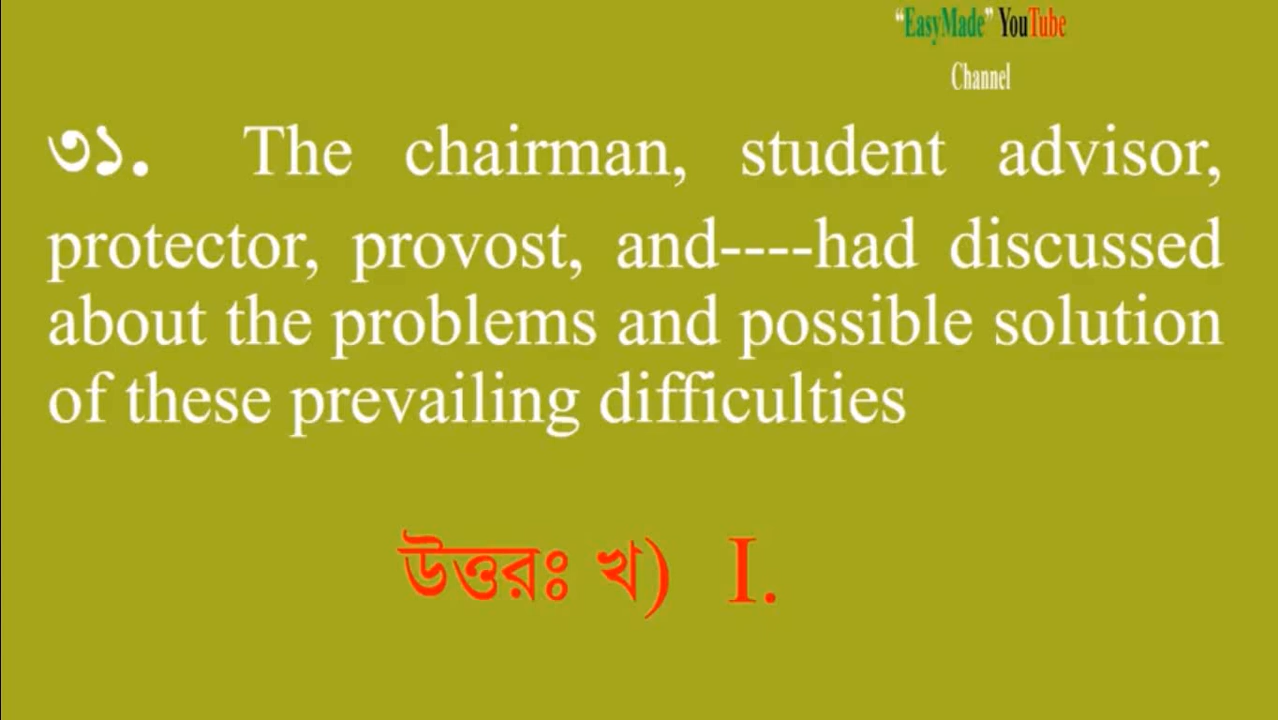 "EasyMade" YouTube
Channel
৩১. The chairman, student advisor,
protector, provost, and----had discussed
about the problems and possible solution
of these prevailing difficulties
উত্তরঃ খ) I.